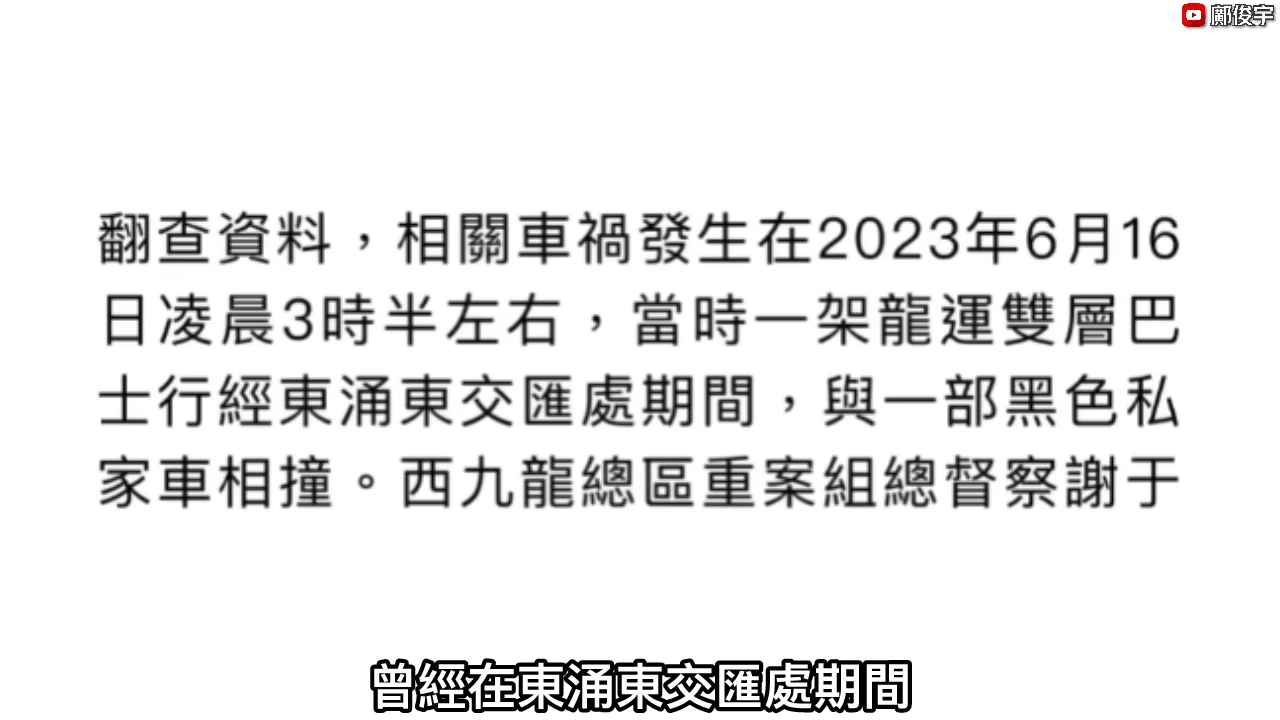 鄺俊宇
翻查資料，相關車禍發生在2023年6月16
日凌晨3時半左右，當時一架龍運雙層巴
士行經東涌東交匯處期間，與一部黑色私
家車相撞。西九龍總區重案組總督察謝于
曾經在東涌東交匯處期間